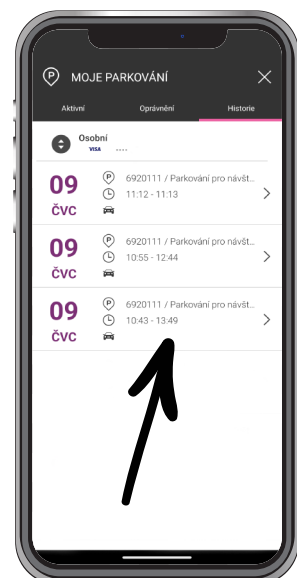 P MOJE PARKOVÁNÍ
Aktivní Oprávnění Historie
Osobní
VISA ....
09 ČVC
P 6920111 / Parkování pro návšt...
11:12 - 11:13
09 ČVC
P 6920111 / Parkování pro návšt...
10:55 - 12:44
09 ČVC
P 6920111 / Parkování pro návšt...
10:43 - 13:49